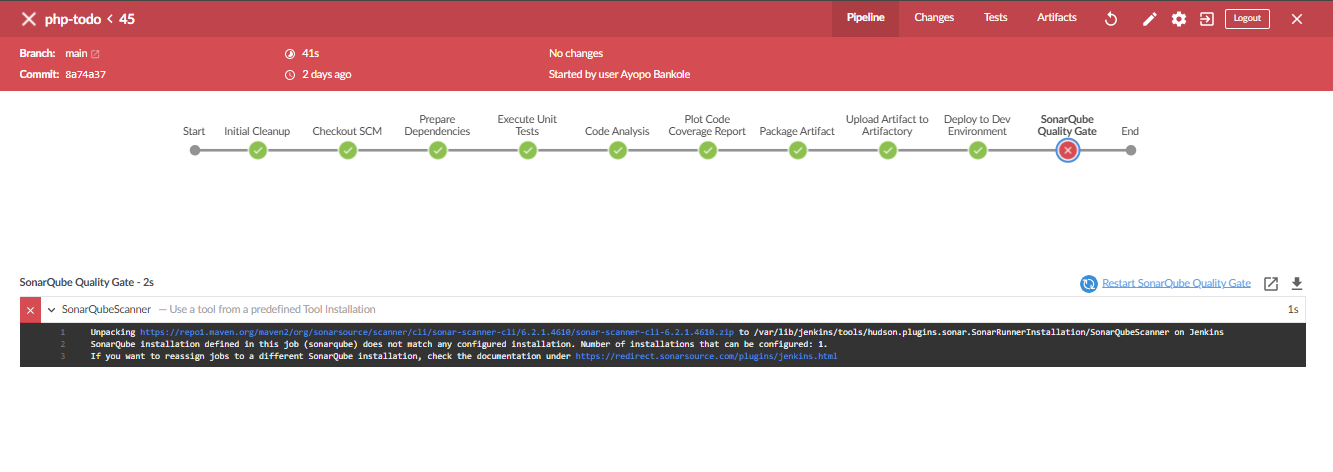 php-todo < 45
Pipeline
Changes
Tests
Artifacts
Logout
Branch: main
41s
No changes
Commit: 8a74a37
2 days ago
Started by user Ayopo Bankole
Start
Initial Cleanup
Checkout SCM
Prepare
Dependencies
Execute Unit
Tests
Code Analysis
Plot Code
Coverage Report
Package Artifact
Upload Artifact to
Artifactory
Deploy to Dev
Environment
SonarQube
Quality Gate
End
SonarQube Quality Gate - 2s
Restart SonarQube Quality Gate
SonarQubeScanner — Use a tool from a predefined Tool Installation
1s
1 Unpacking https://repo1.maven.org/maven2/org/sonarsource/scanner/cli/sonar-scanner-cli/6.2.1.4610/sonar-scanner-cli-6.2.1.4610.zip to /var/lib/jenkins/tools/hudson.plugins.sonar.SonarRunnerInstallation/SonarQubeScanner on Jenkins
2 SonarQube installation defined in this job (sonarqube) does not match any configured installation. Number of installations that can be configured: 1.
3 If you want to reassign jobs to a different SonarQube installation, check the documentation under https://redirect.sonarsource.com/plugins/jenkins.html